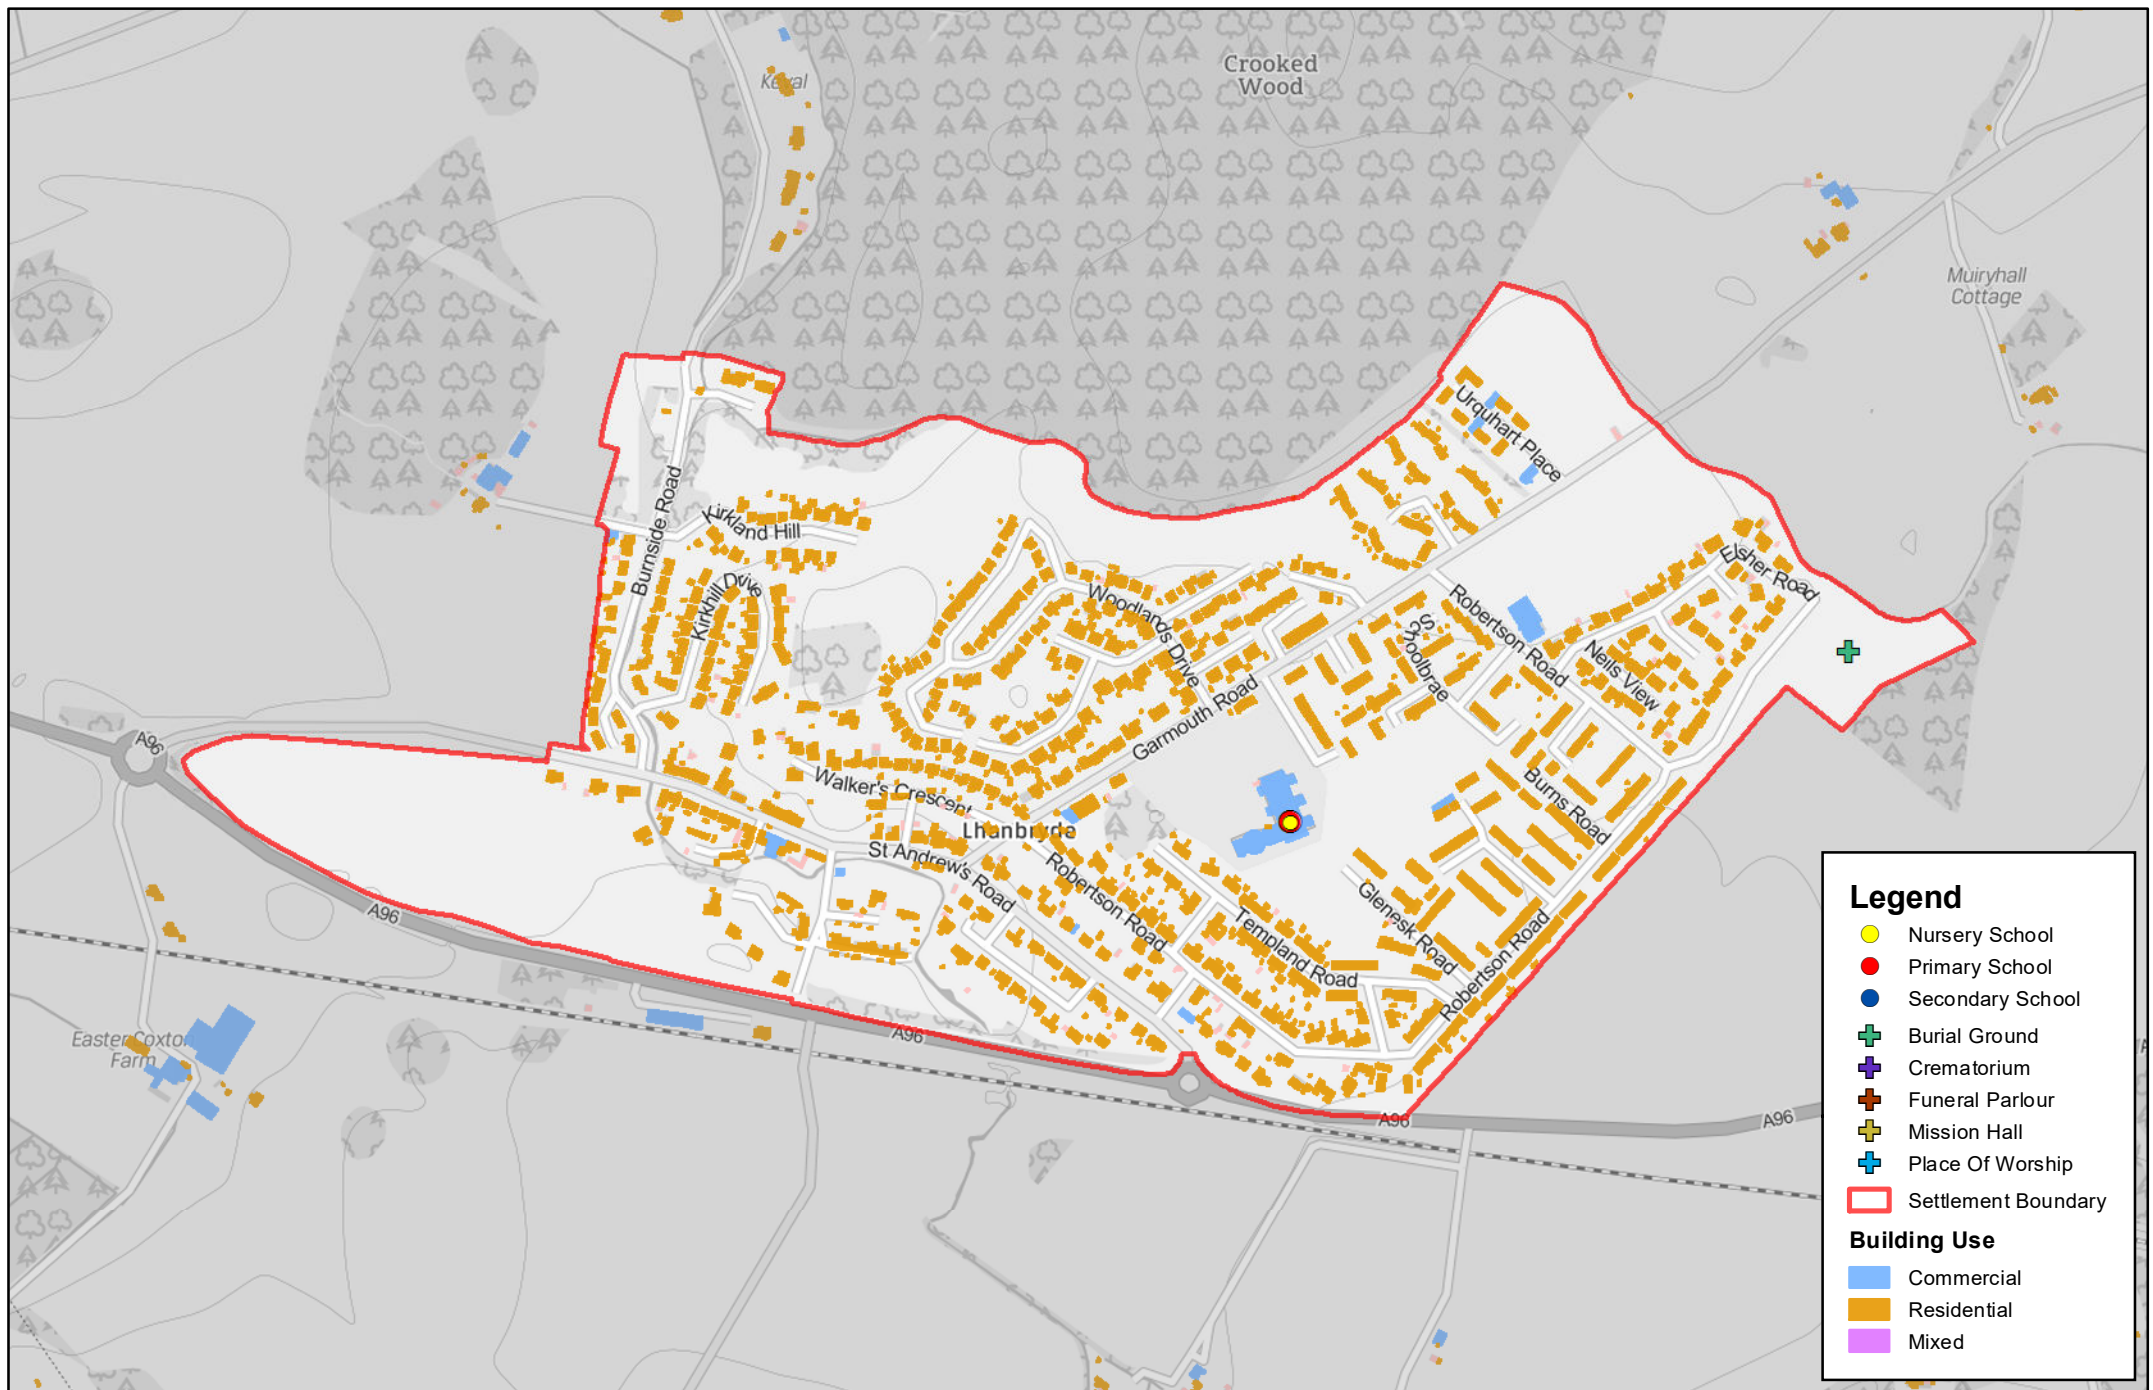 Crooked
Wood
Keval
Muiryhall
Cottage
Urquhart Place
Burnside Road
Kirkland Hill
Kirkhill Drive
Woodlands Drive
Elsher Road
Robertson Road
Schoolbrae
Neils View
Garmouth Road
A96
Walker's Crescent
Burns Road
Lhanbryde
St Andrew's Road
Robertson Road
A96
Glenesk Road
Templand Road
Robertson Road
A96
Easter Coxton
Farm
A96
A96
Legend
Nursery School
Primary School
Secondary School
Burial Ground
Crematorium
Funeral Parlour
Mission Hall
Place Of Worship
Settlement Boundary
Building Use
Commercial
Residential
Mixed